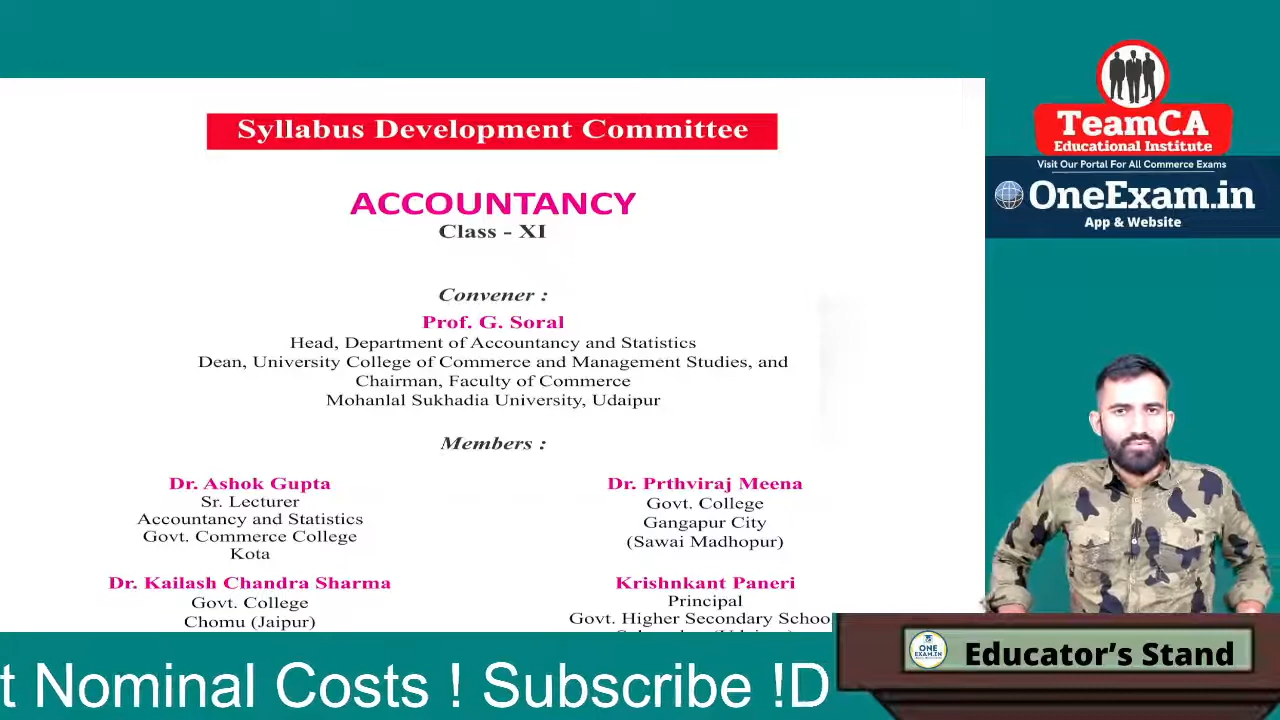 Syllabus Development Committee
ACCOUNTANCY
Class - XI
Convener :
Prof. G. Soral
Head, Department of Accountancy and Statistics
Dean, University College of Commerce and Management Studies, and
Chairman, Faculty of Commerce
Mohanlal Sukhadia University, Udaipur
Members :
Dr. Ashok Gupta
Sr. Lecturer
Accountancy and Statistics
Govt. Commerce College
Kota
Dr. Prthviraj Meena
Govt. College
Gangapur City
(Sawai Madhopur)
Dr. Kailash Chandra Sharma
Govt. College
Chomu (Jaipur)
Krishnkant Paneri
Principal
Govt. Higher Secondary Schoo
TeamCA
Educational Institute
Visit Our Portal For All Commerce Exams
OneExam.in
App & Website
ONE
EXAM.IN
Educator's Stand
t Nominal Costs ! Subscribe !D